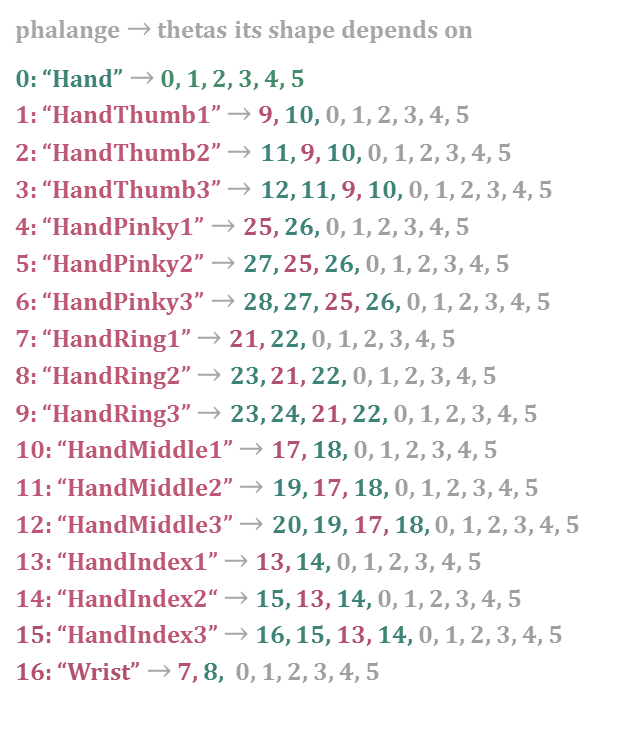 phalange → thetas its shape depends on
0: “Hand” → 0, 1, 2, 3, 4, 5
1: “HandThumb1” → 9, 10, 0, 1, 2, 3, 4, 5
2: “HandThumb2” → 11, 9, 10, 0, 1, 2, 3, 4, 5
3: “HandThumb3” → 12, 11, 9, 10, 0, 1, 2, 3, 4, 5
4: “HandPinky1” → 25, 26, 0, 1, 2, 3, 4, 5
5: “HandPinky2” → 27, 25, 26, 0, 1, 2, 3, 4, 5
6: “HandPinky3” → 28, 27, 25, 26, 0, 1, 2, 3, 4, 5
7: “HandRing1” → 21, 22, 0, 1, 2, 3, 4, 5
8: “HandRing2” → 23, 21, 22, 0, 1, 2, 3, 4, 5
9: “HandRing3” → 23, 24, 21, 22, 0, 1, 2, 3, 4, 5
10: “HandMiddle1” → 17, 18, 0, 1, 2, 3, 4, 5
11: “HandMiddle2” → 19, 17, 18, 0, 1, 2, 3, 4, 5
12: “HandMiddle3” → 20, 19, 17, 18, 0, 1, 2, 3, 4, 5
13: “HandIndex1” → 13, 14, 0, 1, 2, 3, 4, 5
14: “HandIndex2“ → 15, 13, 14, 0, 1, 2, 3, 4, 5
15: “HandIndex3” → 16, 15, 13, 14, 0, 1, 2, 3, 4, 5
16: “Wrist” → 7, 8, 0, 1, 2, 3, 4, 5